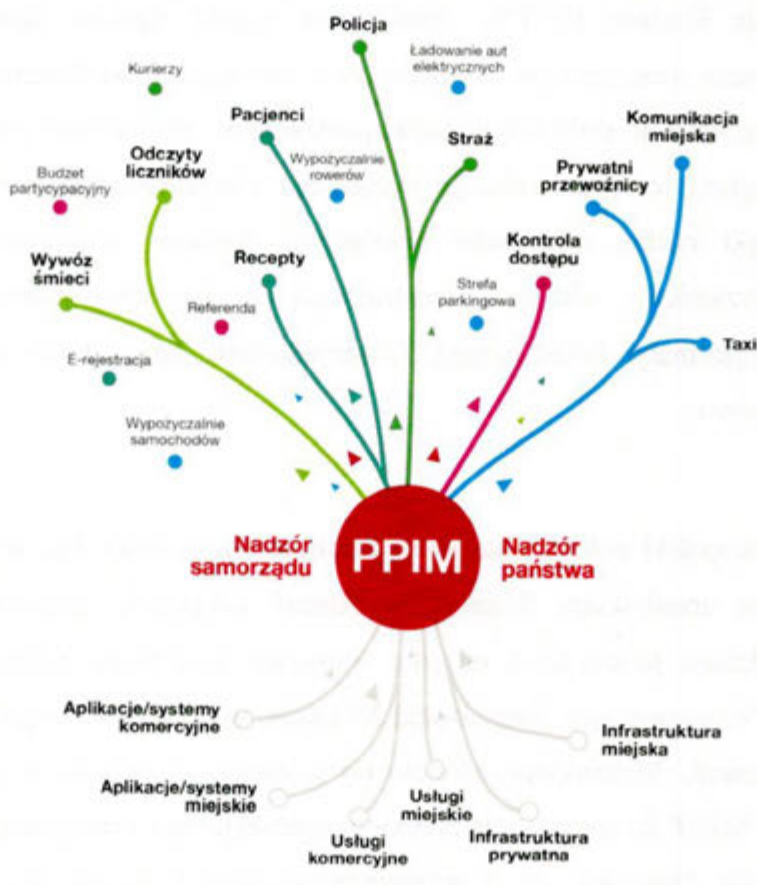 Policja
Ładowanie aut
elektrycznych
Kurierzy
Pacjenci
Komunikacja
miejska
Straż
Odczyty
liczników
Wypożyczalnie
rowerów
Prywatni
przewoźnicy
Budżet
partycypacyjny
Kontrola
dostępu
Wywóz
śmieci
Recepty
Strefa
parkingowa
Referenda
Taxi
E-rejestracja
Wypożyczalnie
samochodów
Nadzór
samorządu
PPIM
Nadzór
państwa
Aplikacje/systemy
komercyjne
Infrastruktura
miejska
Aplikacje/systemy
miejskie
Usługi
miejskie
Usługi
komercyjne
Infrastruktura
prywatna